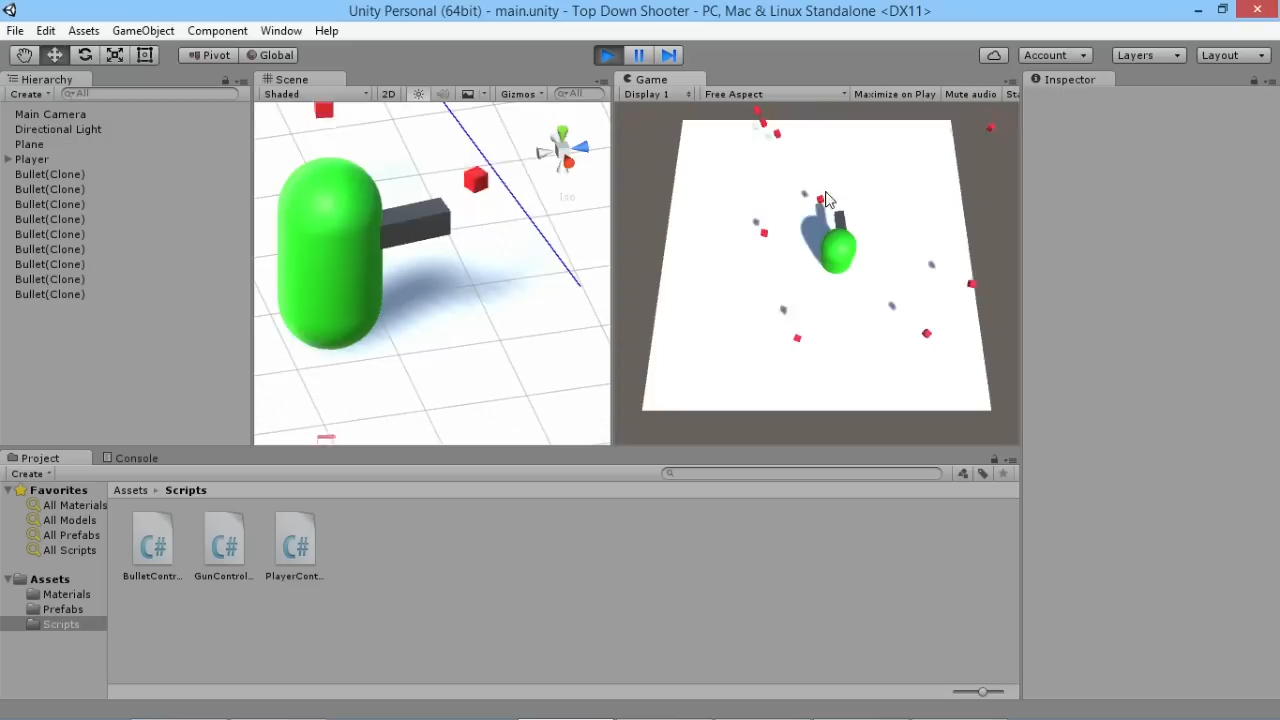 Unity Personal (64bit) - main.unity - Top Down Shooter - PC, Mac & Linux Standalone <DX11>
File Edit Assets GameObject Component Window Help
Pivot Global Account Layers Layout
Hierarchy
Create All
Main Camera
Directional Light
Plane
Player
Bullet(Clone)
Bullet(Clone)
Bullet(Clone)
Bullet(Clone)
Bullet(Clone)
Bullet(Clone)
Bullet(Clone)
Bullet(Clone)
Bullet(Clone)
Scene
Shaded 2D Gizmos All
Iso
Game
Display 1 Free Aspect Maximize on Play Mute audio Sta
Inspector
Project Console
Create
Favorites
All Materials
All Models
All Prefabs
All Scripts
Assets
Materials
Prefabs
Scripts
Assets Scripts
C# C# C#
BulletContr... GunControl... PlayerCont...